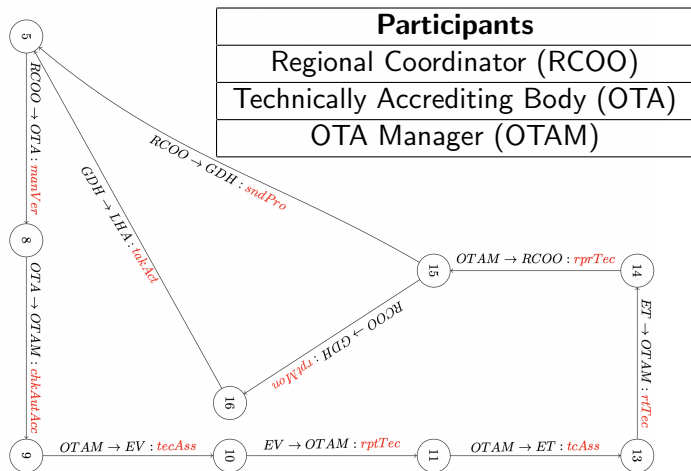 Participants
Regional Coordinator (RCOO)
Technically Accrediting Body (OTA)
OTA Manager (OTAM)
5
RCOO → OTA : manVer
GDH → LHA : takAct
RCOO → GDH : sndPro
8
15
OTAM → RCOO : rprTec
14
OTA → OTAM : chkAutAcc
RCOO → GDH : rptMon
ET → OTAM : rtTec
16
9
OTAM → EV : tecAss
10
EV → OTAM : rptTec
11
OTAM → ET : tcAss
13